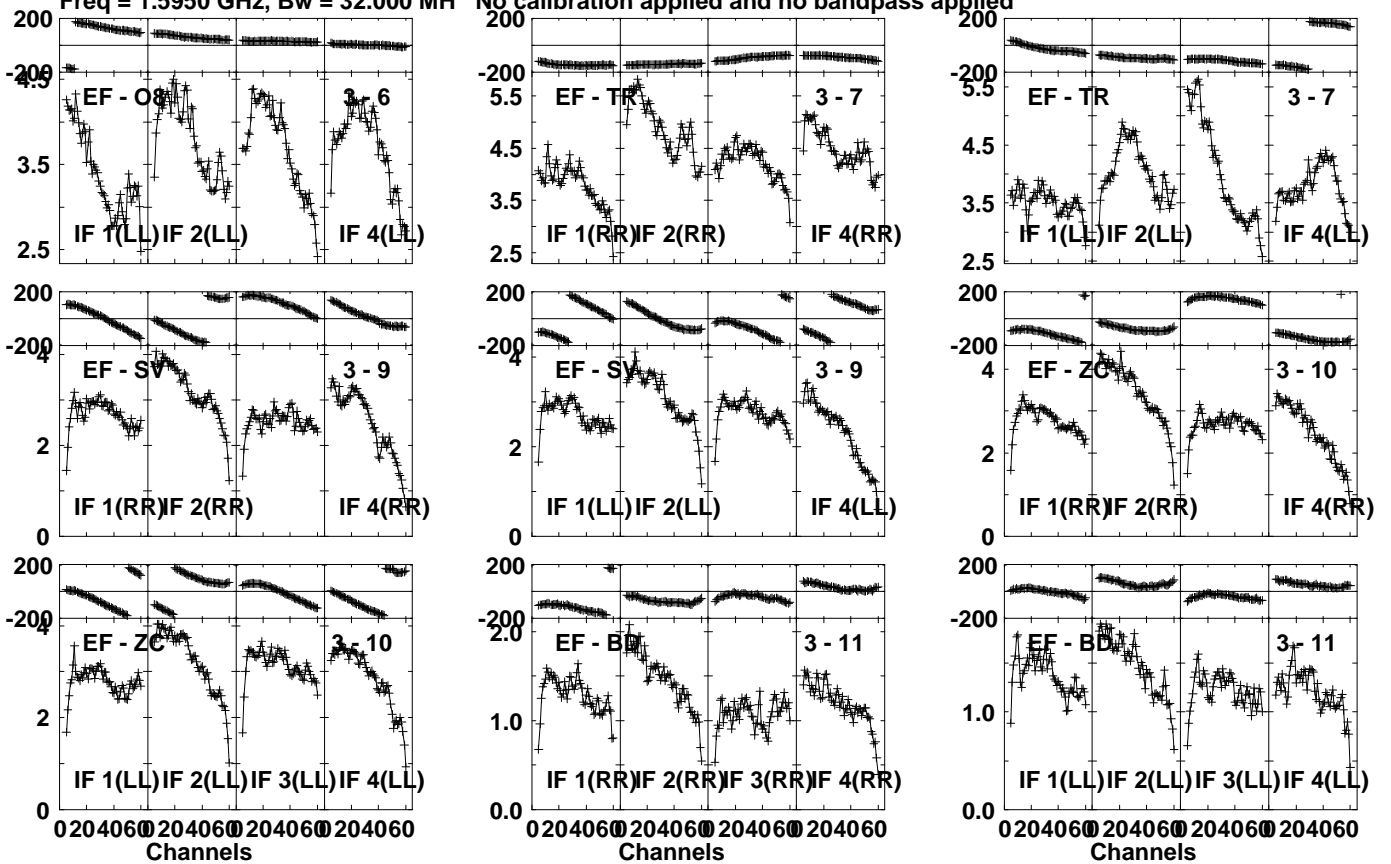 Freq = 1.5950 GHz, Bw = 32.000 MH No calibration applied and no bandpass applied
200
-200
4.5
3.5
2.5
EF - O8
3 - 6
IF 1(LL)
IF 2(LL)
IF 4(LL)
5.5
4.5
3.5
2.5
EF - TR
3 - 7
IF 1(RR)
IF 2(RR)
IF 4(RR)
200
-200
5.5
4.5
3.5
2.5
EF - TR
3 - 7
IF 1(LL)
IF 2(LL)
IF 4(LL)
200
-200
200
-200
4
2
0
EF - SV
3 - 9
IF 1(RR)
IF 2(RR)
IF 4(RR)
200
-200
4
2
0
EF - SV
3 - 9
IF 1(LL)
IF 2(LL)
IF 4(LL)
200
-200
4
2
0
EF - ZC
3 - 10
IF 1(RR)
IF 2(RR)
IF 4(RR)
200
-200
4
2
0
EF - ZC
3 - 10
IF 1(LL)
IF 2(LL)
IF 3(LL)
IF 4(LL)
0 20 40 60 0 20 40 60 0 20 40 60 0 20 40 60
Channels
200
-200
2.0
1.0
0.0
EF - BD
3 - 11
IF 1(RR)
IF 2(RR)
IF 3(RR)
IF 4(RR)
0 20 40 60 0 20 40 60 0 20 40 60 0 20 40 60
Channels
200
-200
1.0
0.0
EF - BD
3 - 11
IF 1(LL)
IF 2(LL)
IF 3(LL)
IF 4(LL)
0 20 40 60 0 20 40 60 0 20 40 60 0 20 40 60
Channels